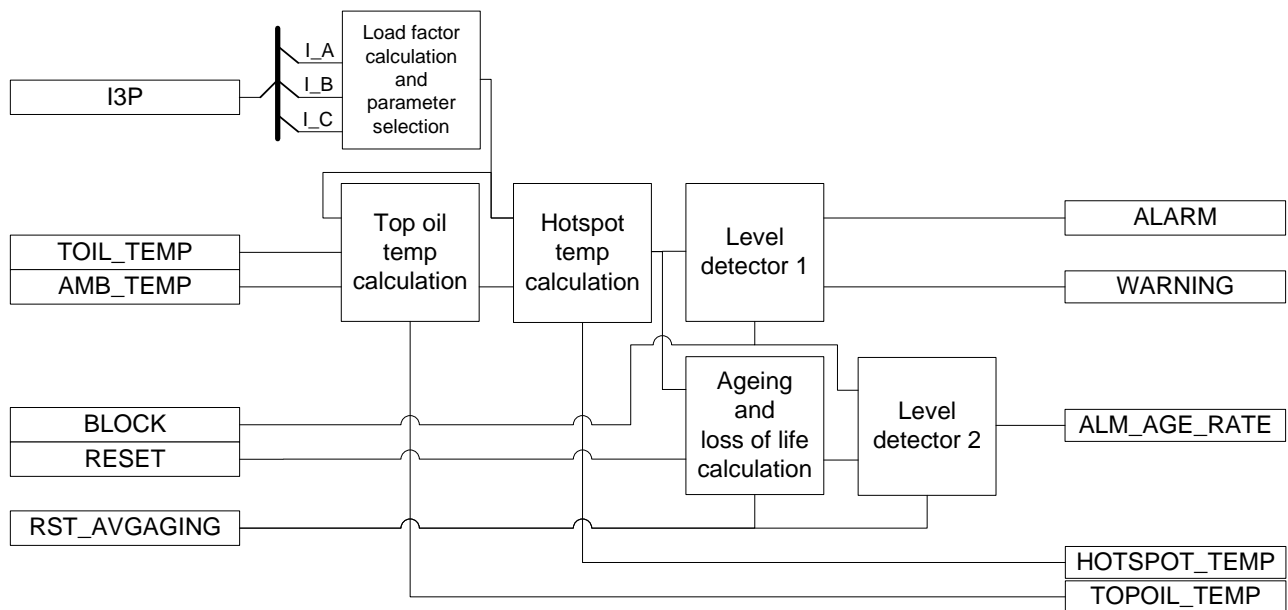 I_A
I_B
I_C
Load factor
calculation
and
parameter
selection
I3P
TOIL_TEMP
AMB_TEMP
Top oil
temp
calculation
Hotspot
temp
calculation
Level
detector 1
ALARM
WARNING
BLOCK
RESET
RST_AVGAGING
Ageing
and
loss of life
calculation
Level
detector 2
ALM_AGE_RATE
HOTSPOT_TEMP
TOPOIL_TEMP